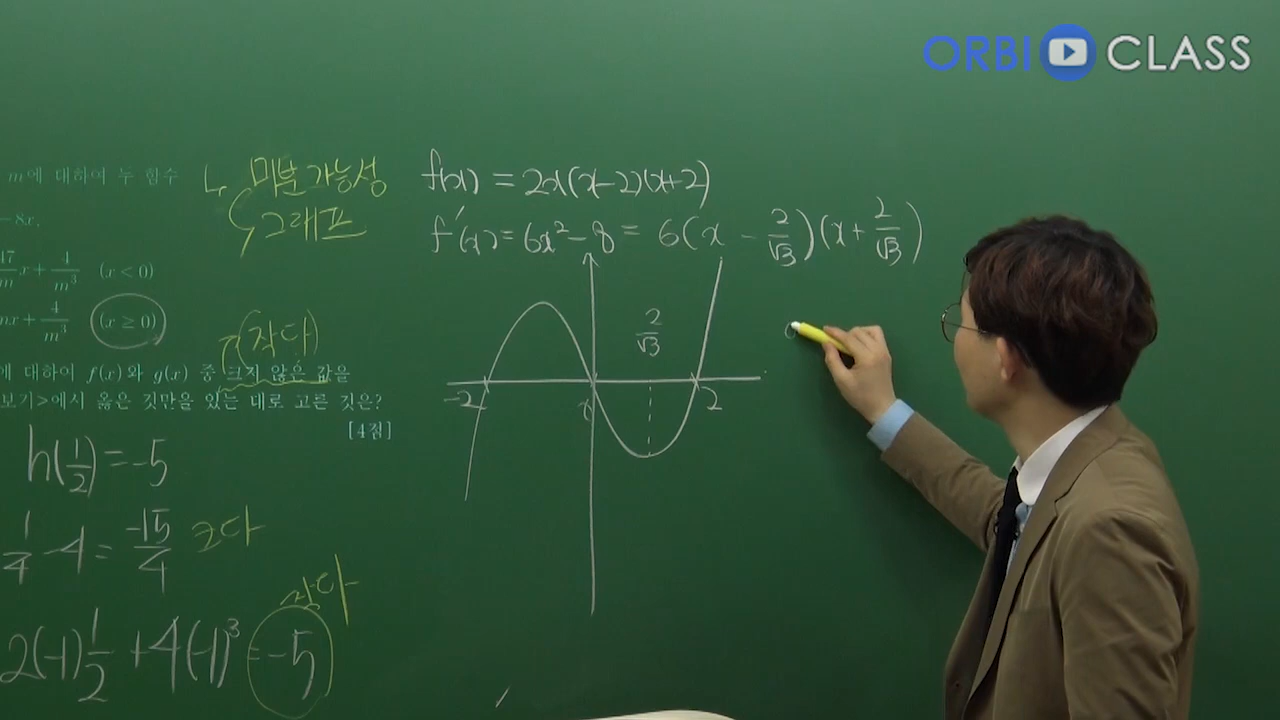 ORBI CLASS
m에 대하여 두 함수
-8x,
47/m x + 4/m³ (x<0)
mx + 4/m³ (x≥0)
에 대하여 f(x)와 g(x) 중 크지 않은 값을
보기>에서 옳은 것만을 있는 대로 고른 것은?
[4점]
미분가능성
그래프
(작다)
h(1/2) = -5
1/4 - 4 = -15/4 크다
작다
2(-1)1/2 + 4(-1)³ = -5
f(x) = 2x(x-2)(x+2)
f'(x) = 6x² - 8 = 6(x - 2/√3)(x + 2/√3)
2/√3
-2
2